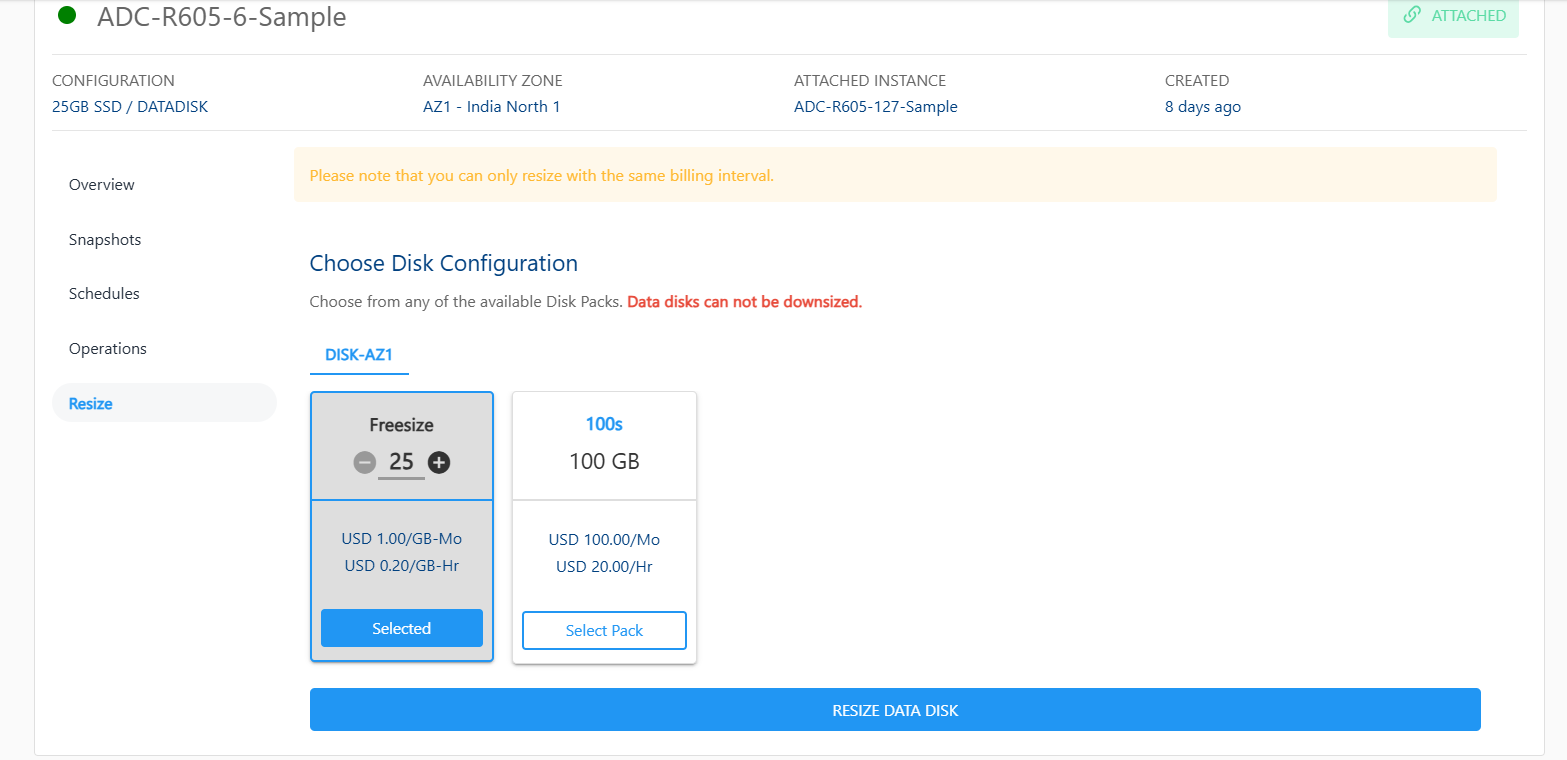 ADC-R605-6-Sample
ATTACHED
CONFIGURATION
25GB SSD / DATADISK
AVAILABILITY ZONE
AZ1 - India North 1
ATTACHED INSTANCE
ADC-R605-127-Sample
CREATED
8 days ago
Overview
Snapshots
Schedules
Operations
Resize
Please note that you can only resize with the same billing interval.
Choose Disk Configuration
Choose from any of the available Disk Packs. Data disks can not be downsized.
DISK-AZ1
Freesize
25
USD 1.00/GB-Mo
USD 0.20/GB-Hr
Selected
100s
100 GB
USD 100.00/Mo
USD 20.00/Hr
Select Pack
RESIZE DATA DISK